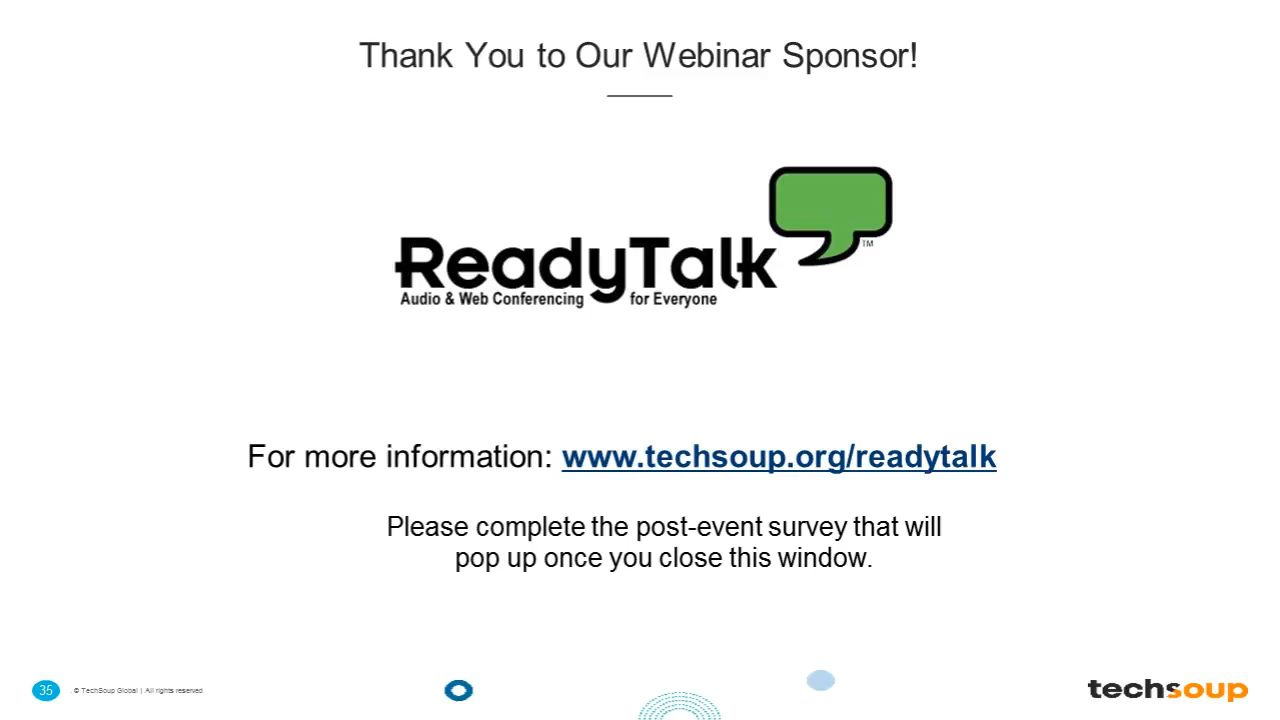 Thank You to Our Webinar Sponsor!
ReadyTalk
TM
Audio & Web Conferencing for Everyone
For more information: www.techsoup.org/readytalk
Please complete the post-event survey that will
pop up once you close this window.
35 . © TechSoup Global | All rights reserved
techsoup